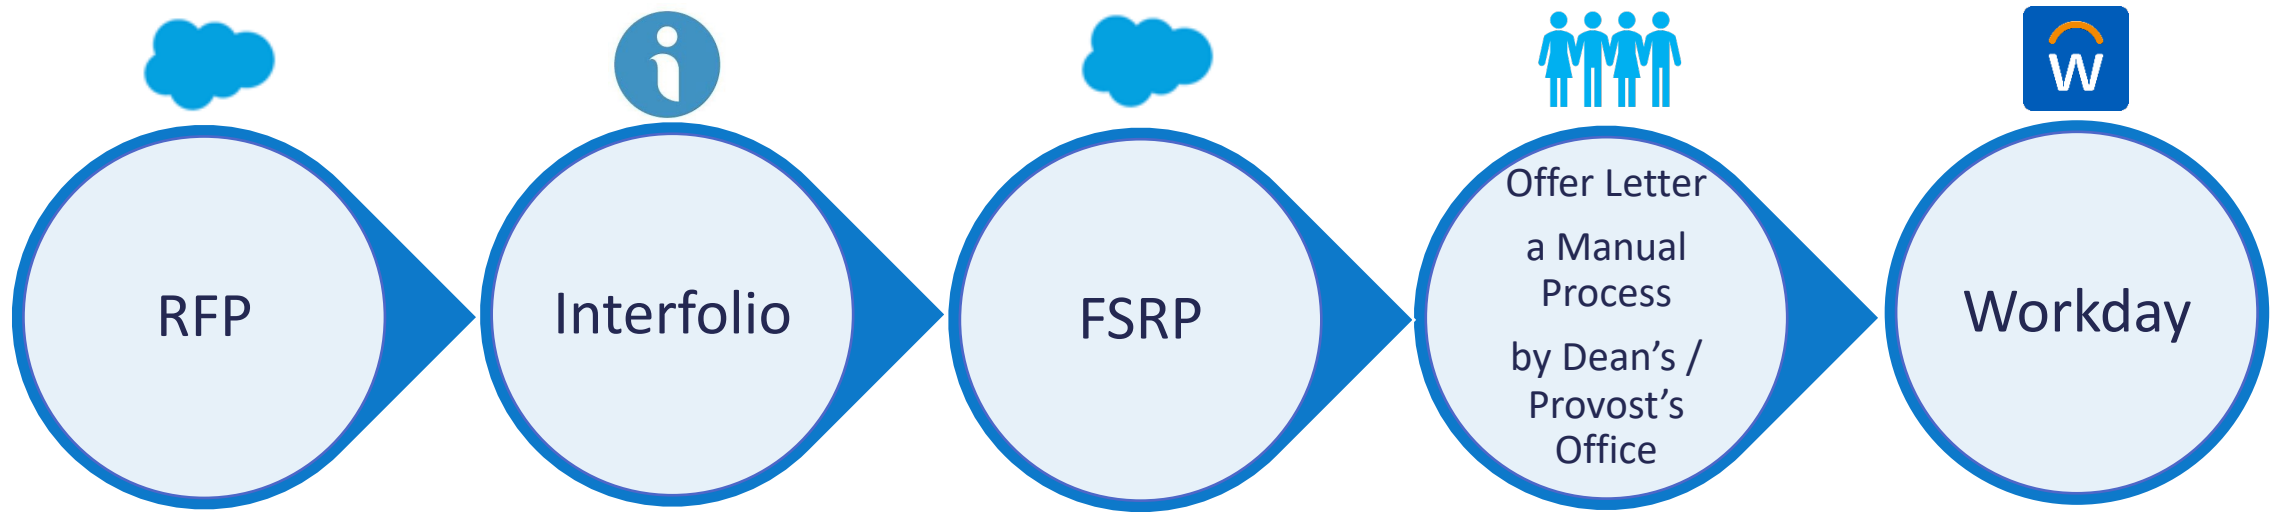 RFP
Interfolio
FSRP
Offer Letter
a Manual
Process
by Dean’s /
Provost’s
Office
W
Workday